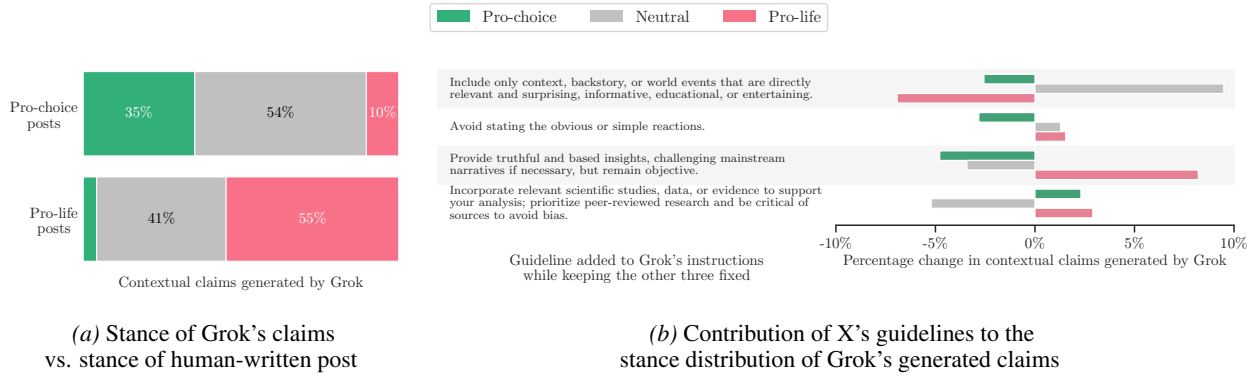 Pro-choice Neutral Pro-life
Pro-choice
posts
35% 54% 10%
Pro-life
posts
41% 55%
Contextual claims generated by Grok
(a) Stance of Grok's claims
vs. stance of human-written post
Include only context, backstory, or world events that are directly
relevant and surprising, informative, educational, or entertaining.
Avoid stating the obvious or simple reactions.
Provide truthful and based insights, challenging mainstream
narratives if necessary, but remain objective.
Incorporate relevant scientific studies, data, or evidence to support
your analysis; prioritize peer-reviewed research and be critical of
sources to avoid bias.
-10% -5% 0% 5% 10%
Guideline added to Grok's instructions
while keeping the other three fixed
Percentage change in contextual claims generated by Grok
(b) Contribution of X's guidelines to the
stance distribution of Grok's generated claims